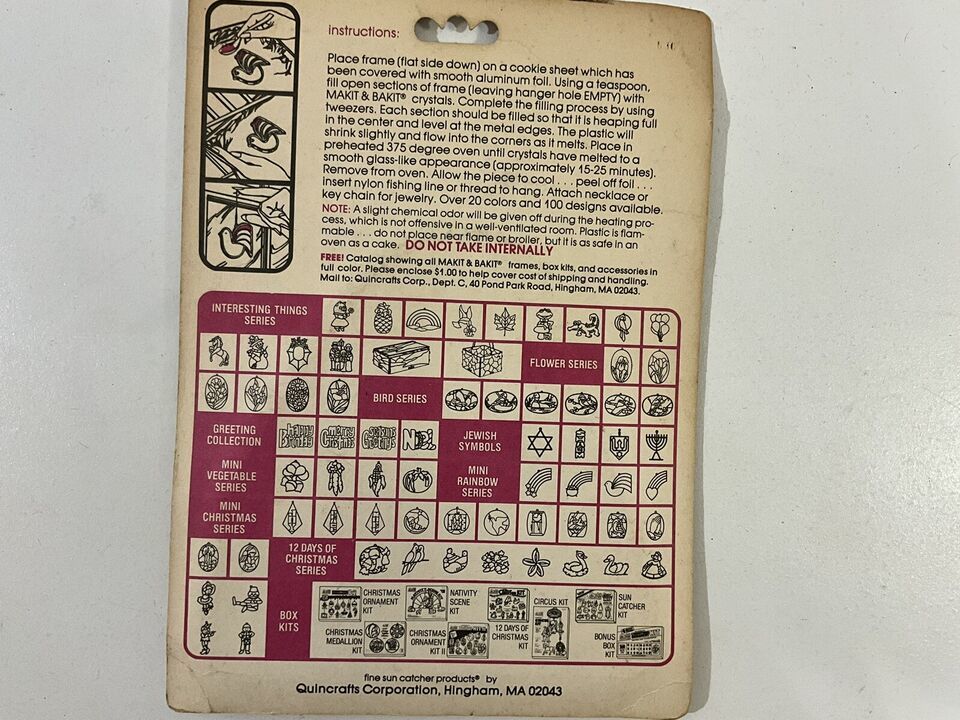 instructions:
Place frame (flat side down) on a cookie sheet which has
been covered with smooth aluminum foil. Using a teaspoon,
fill open sections of frame (leaving hanger hole EMPTY) with
MAKIT & BAKIT® crystals. Complete the filling process by using
tweezers. Each section should be filled so that it is heaping full
in the center and level at the metal edges. The plastic will
shrink slightly and flow into the corners as it melts. Place in
preheated 375 degree oven until crystals have melted to a
smooth glass-like appearance (approximately 15-25 minutes).
Remove from oven. Allow the piece to cool . . . peel off foil . . .
insert nylon fishing line or thread to hang. Attach necklace or
key chain for jewelry. Over 20 colors and 100 designs available.
NOTE: A slight chemical odor will be given off during the heating pro-
cess, which is not offensive in a well-ventilated room. Plastic is flam-
mable . . . do not place near flame or broiler, but it is as safe in an
oven as a cake. DO NOT TAKE INTERNALLY
FREE! Catalog showing all MAKIT & BAKIT® frames, box kits, and accessories in
full color. Please enclose $1.00 to help cover cost of shipping and handling.
Mail to: Quincrafts Corp., Dept. C, 40 Pond Park Road, Hingham, MA 02043.
INTERESTING THINGS
SERIES
FLOWER SERIES
BIRD SERIES
GREETING
COLLECTION
Happy
Birthday
Merry
Christmas
Seasons
Greetings
Noel
JEWISH
SYMBOLS
MINI
VEGETABLE
SERIES
MINI
RAINBOW
SERIES
MINI
CHRISTMAS
SERIES
12 DAYS OF
CHRISTMAS
SERIES
BOX
KITS
CHRISTMAS
ORNAMENT
KIT
NATIVITY
SCENE
KIT
CIRCUS KIT
SUN
CATCHER
KIT
CHRISTMAS
MEDALLION
KIT
CHRISTMAS
ORNAMENT
KIT II
12 DAYS OF
CHRISTMAS
KIT
BONUS
BOX
KIT
fine sun catcher products® by
Quincrafts Corporation, Hingham, MA 02043